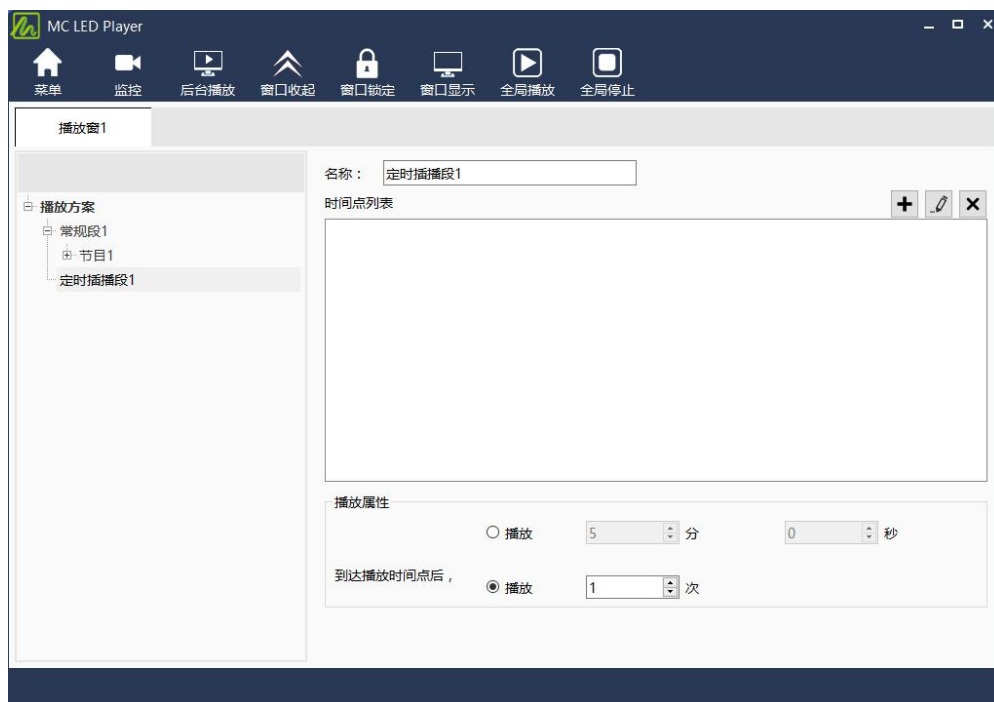 MC LED Player
菜单 监控 后台播放 窗口收起 窗口锁定 窗口显示 全局播放 全局停止
播放窗1
名称： 定时插播段1
时间点列表
播放方案
常规段1
节目1
定时插播段1
播放属性
播放 5 分 0 秒
到达播放时间点后，
播放 1 次